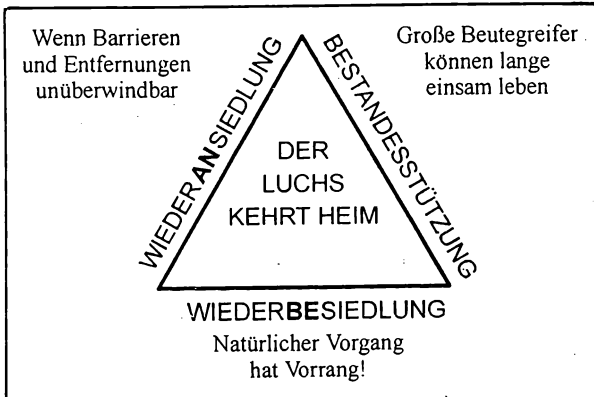 Wenn Barrieren
und Entfernungen
unüberwindbar
WIEDERANSIEDLUNG
BESTANDESSTÜTZUNG
Große Beutegreifer
können lange
einsam leben
DER
LUCHS
KEHRT HEIM
WIEDERBESIEDLUNG
Natürlicher Vorgang
hat Vorrang!